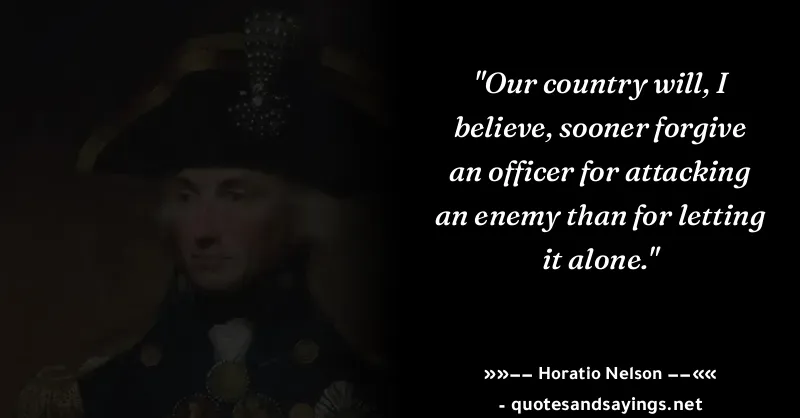 "Our country will, I
believe, sooner forgive
an officer for attacking
an enemy than for letting
it alone."
»»−− Horatio Nelson −−««
- quotesandsayings.net